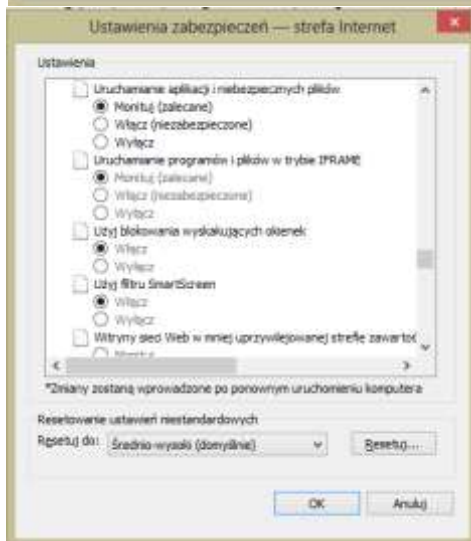 Ustawienia zabezpieczeń — strefa Internet
Ustawienia
Uruchamianie aplikacji i niebezpiecznych plików
Monituj (zalecane)
Włącz (niezabezpieczone)
Wyłącz
Uruchamianie programów i plików w trybie IFRAME
Monituj (zalecane)
Włącz (niezabezpieczone)
Wyłącz
Użyj blokowania wyskakujących okienek
Włącz
Wyłącz
Użyj filtru SmartScreen
Włącz
Wyłącz
Witryny sieci Web w mniej uprzywilejowanej strefie zawartoś
Monituj
*Zmiany zostaną wprowadzone po ponownym uruchomieniu komputera
Resetowanie ustawień niestandardowych
Resetuj do: Średnio-wysoki (domyślnie) Resetuj...
OK Anuluj